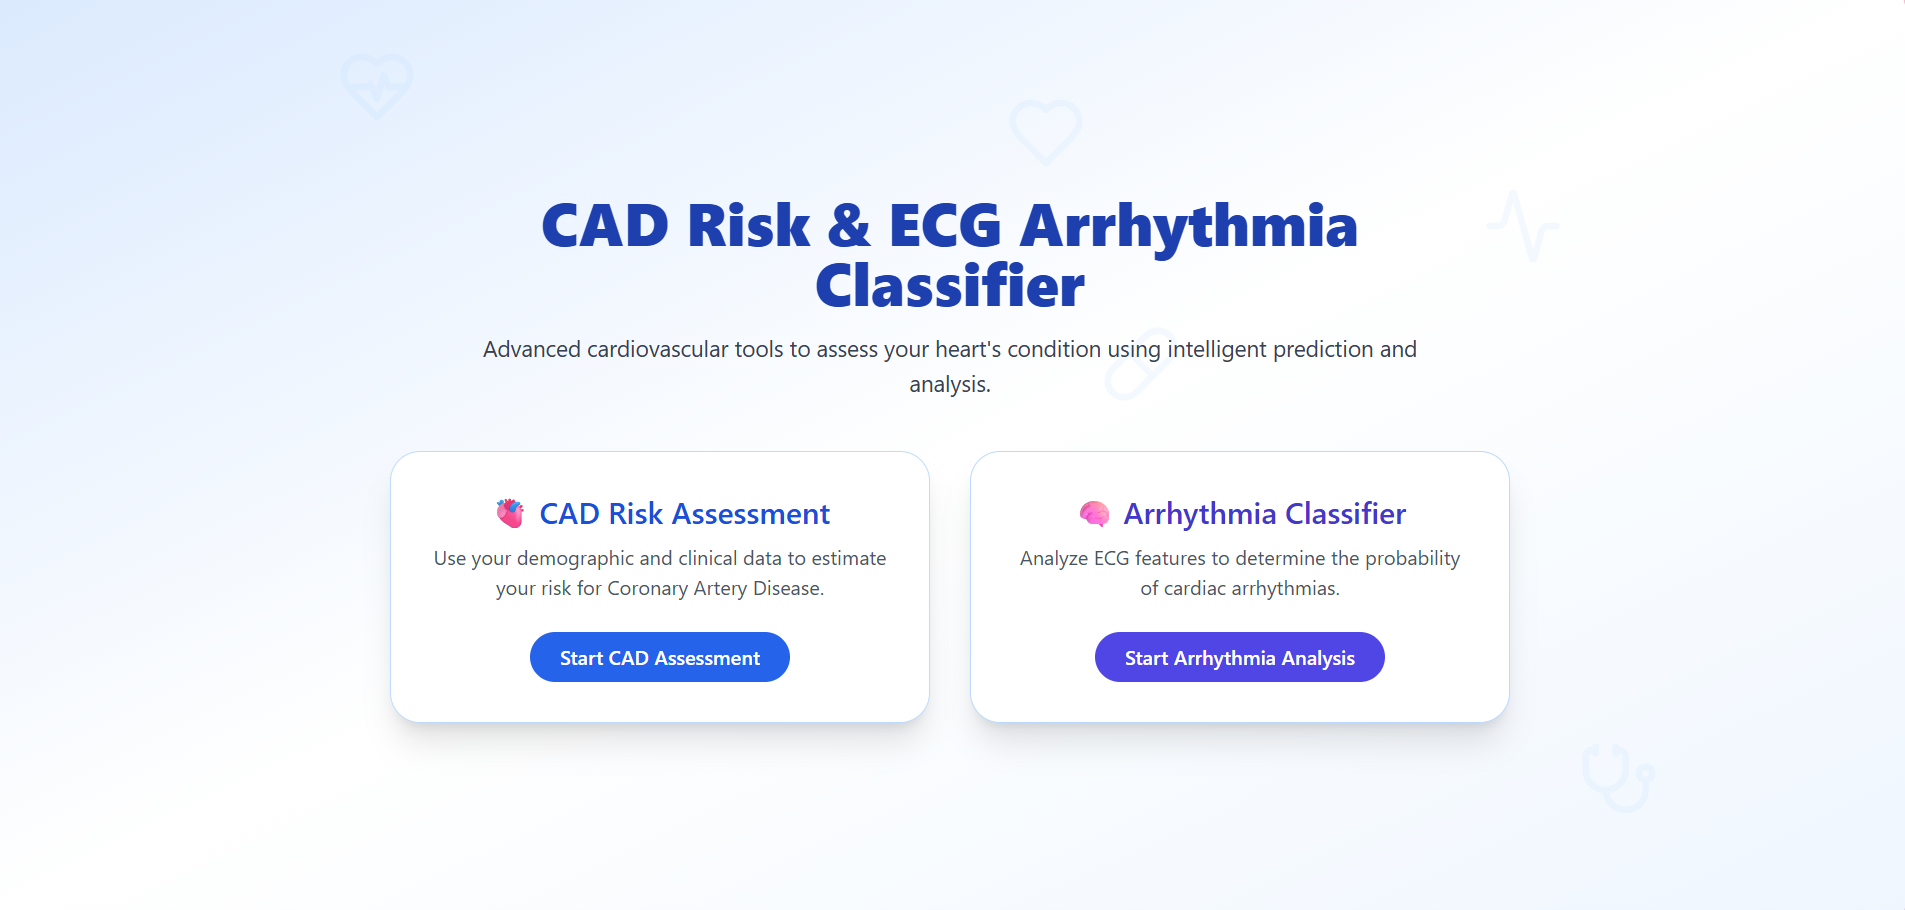 CAD Risk & ECG Arrhythmia
Classifier
Advanced cardiovascular tools to assess your heart's condition using intelligent prediction and
analysis.
CAD Risk Assessment
Use your demographic and clinical data to estimate
your risk for Coronary Artery Disease.
Start CAD Assessment
Arrhythmia Classifier
Analyze ECG features to determine the probability
of cardiac arrhythmias.
Start Arrhythmia Analysis